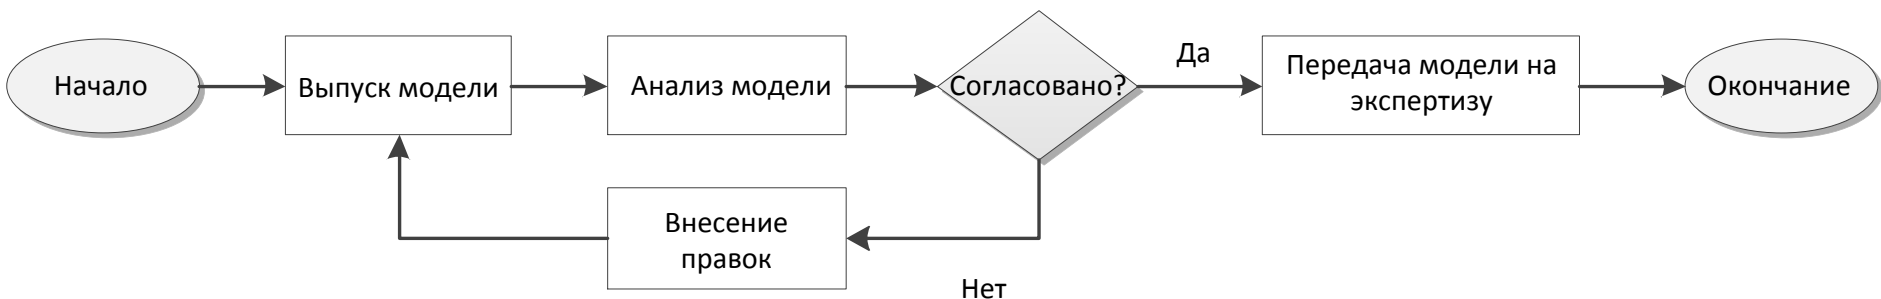 Начало
Выпуск модели
Анализ модели
Согласовано?
Да
Передача модели на
экспертизу
Окончание
Внесение
правок
Нет